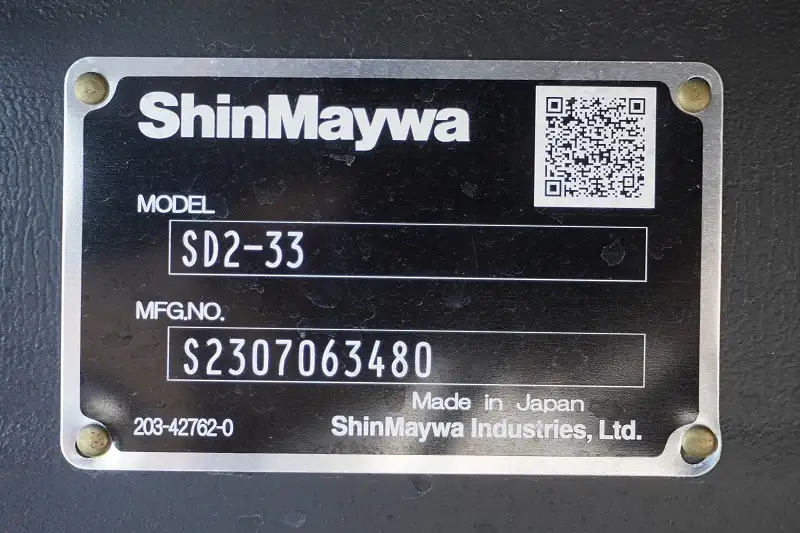 ShinMaywa
MODEL
SD2-33
MFG.NO.
S2307063480
Made in Japan
203-42762-0
ShinMaywa Industries, Ltd.